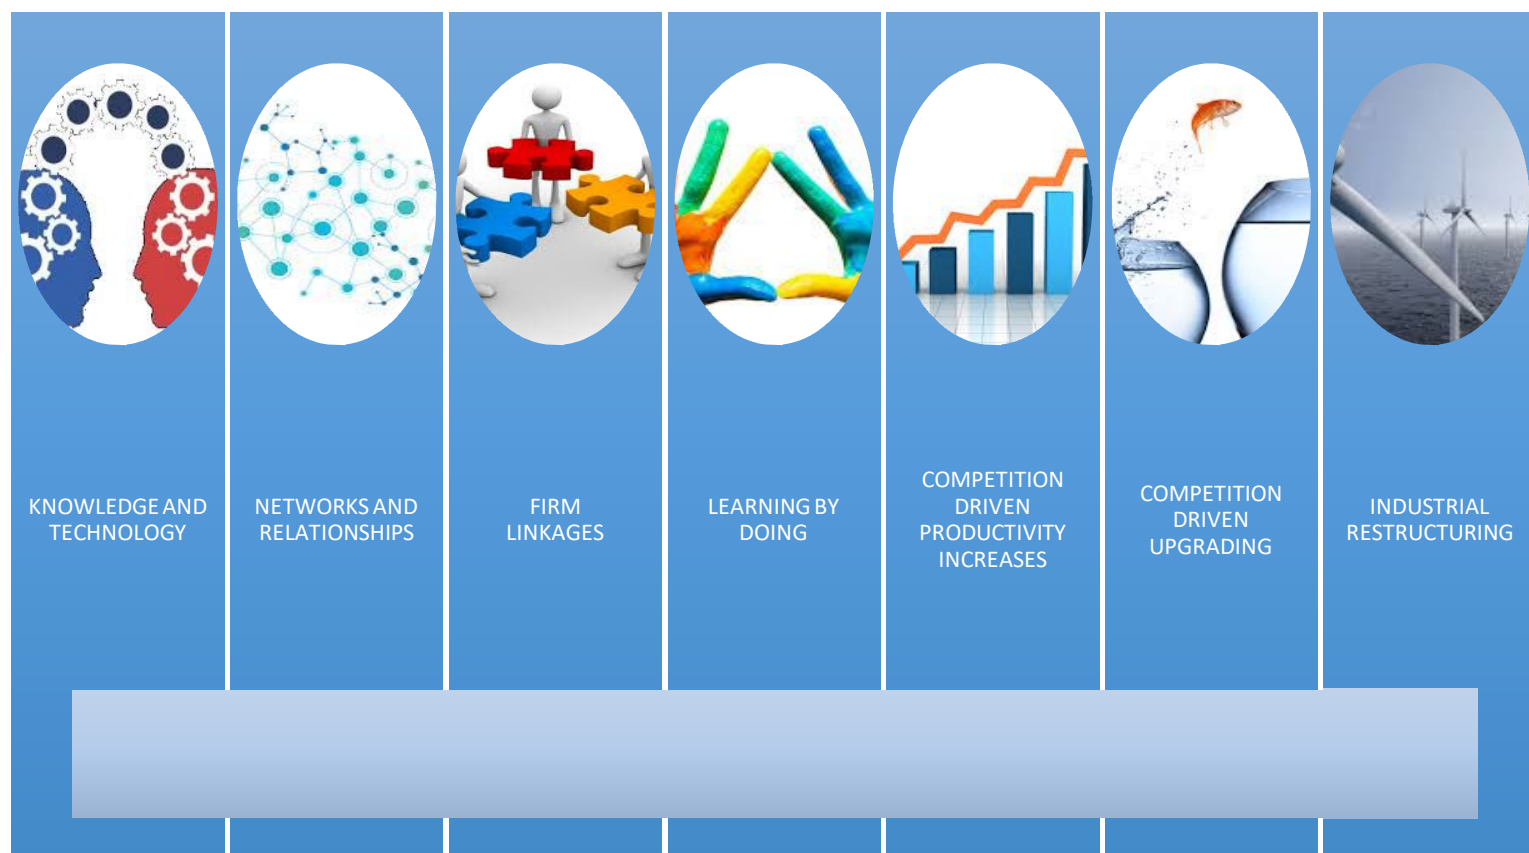 KNOWLEDGE AND
TECHNOLOGY
NETWORKS AND
RELATIONSHIPS
FIRM
LINKAGES
LEARNING BY
DOING
COMPETITION
DRIVEN
PRODUCTIVITY
INCREASES
COMPETITION
DRIVEN
UPGRADING
INDUSTRIAL
RESTRUCTURING